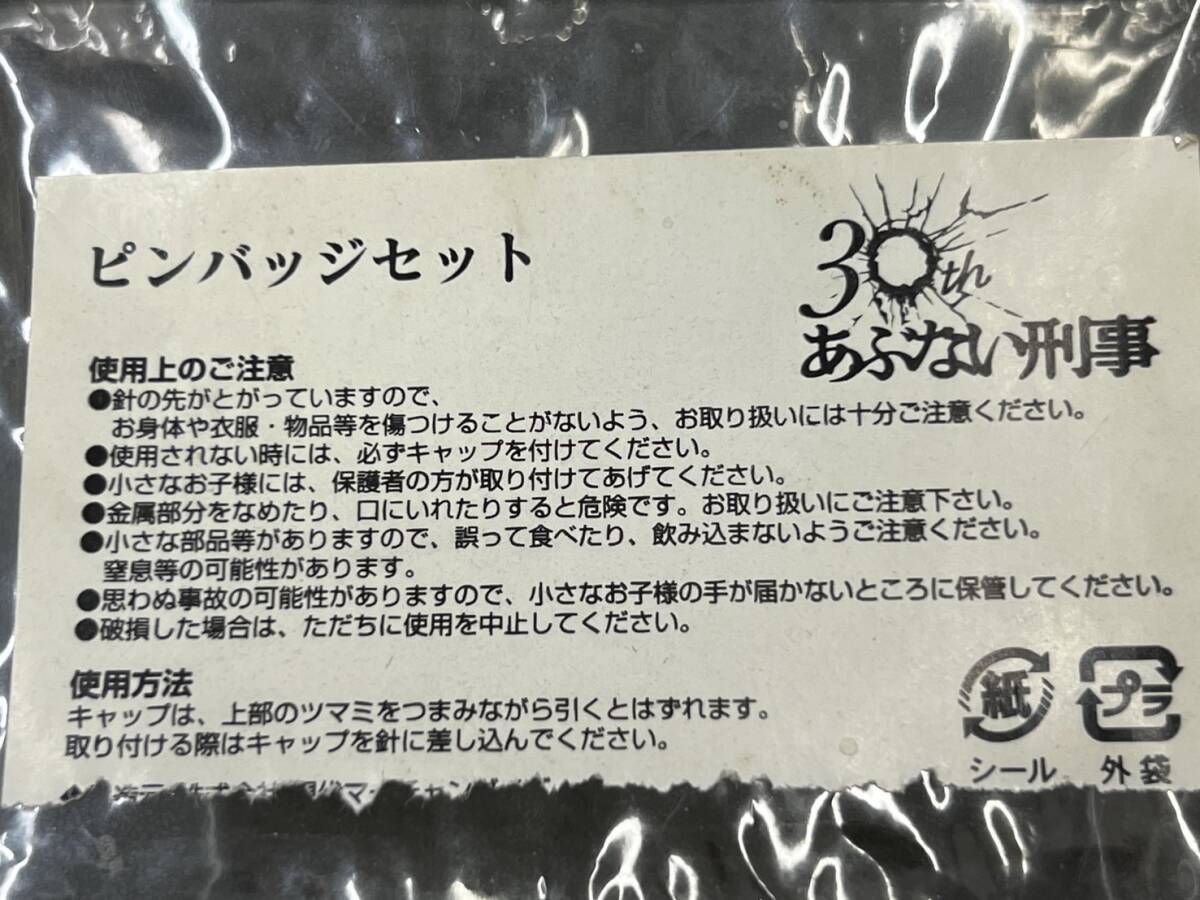 ピンバッジセット
30th
あぶない刑事
使用上のご注意
●針の先がとがっていますので、
お身体や衣服・物品等を傷つけることがないよう、お取り扱いには十分ご注意ください。
●使用されない時には、必ずキャップを付けてください。
●小さなお子様には、保護者の方が取り付けてあげてください。
●金属部分をなめたり、口にいれたりすると危険です。お取り扱いにご注意下さい。
●小さな部品等がありますので、誤って食べたり、飲み込まないようご注意ください。
窒息等の可能性があります。
●思わぬ事故の可能性がありますので、小さなお子様の手が届かないところに保管してください。
●破損した場合は、ただちに使用を中止してください。
使用方法
キャップは、上部のツマミをつまみながら引くとはずれます。
取り付ける際はキャップを針に差し込んでください。
紙
シール
プラ
外袋